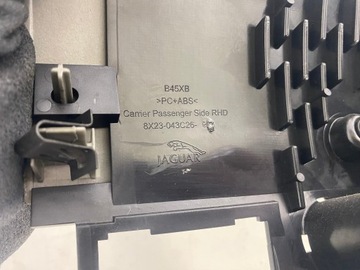 B45XB
>PC+ABS<
Carrier Passenger Side RHD
8X23-043C26-
JAGUAR